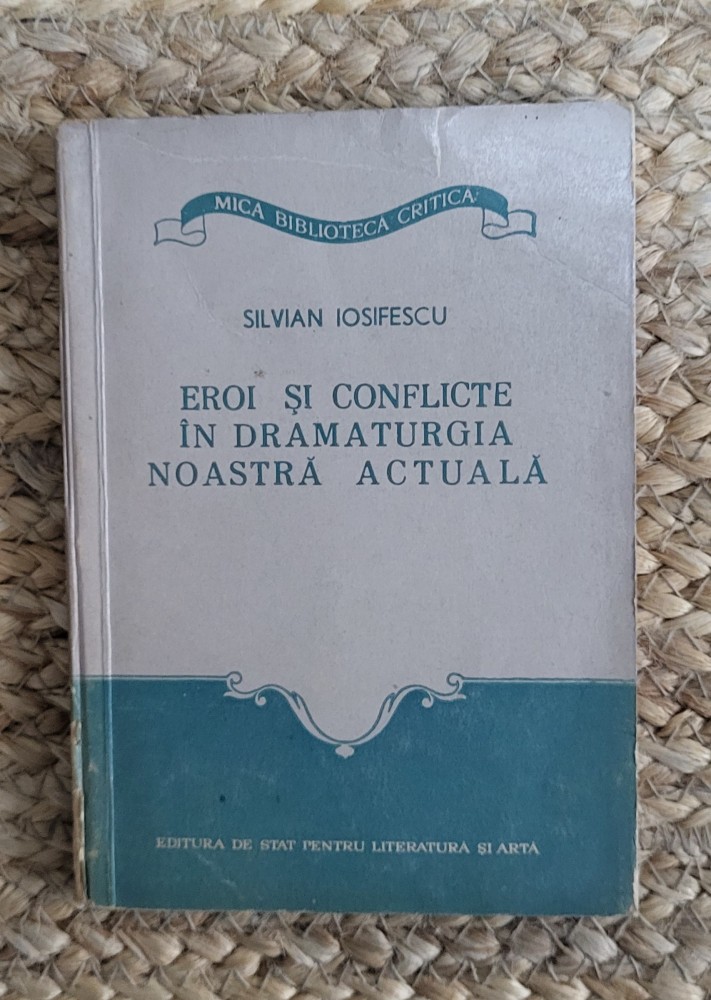 MICA BIBLIOTECA CRITICA
SILVIAN IOSIFESCU
EROI ŞI CONFLICTE
ÎN DRAMATURGIA
NOASTRĂ ACTUALĂ
EDITURA DE STAT PENTRU LITERATURĂ ŞI ARTĂ